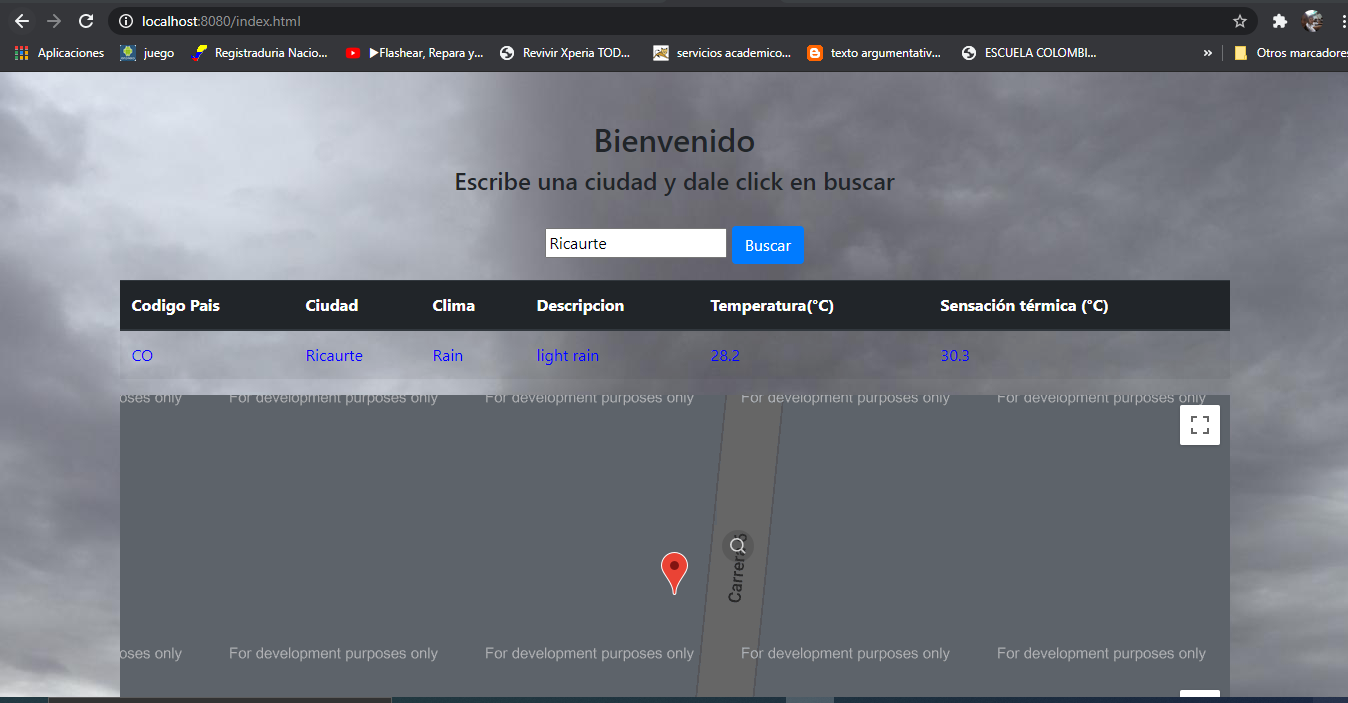 localhost:8080/index.html
Aplicaciones juego Registraduria Nacio... ▶Flashear, Repara y... Revivir Xperia TOD... servicios academico... texto argumentativ... ESCUELA COLOMBI... » Otros marcadores
Bienvenido
Escribe una ciudad y dale click en buscar
Ricaurte Buscar
Codigo Pais Ciudad Clima Descripcion Temperatura(°C) Sensación térmica (°C)
CO Ricaurte Rain light rain 28.2 30.3
oses only For development purposes only For development purposes only For development purposes only For development purposes only
Carrera
oses only For development purposes only For development purposes only For development purposes only For development purposes only